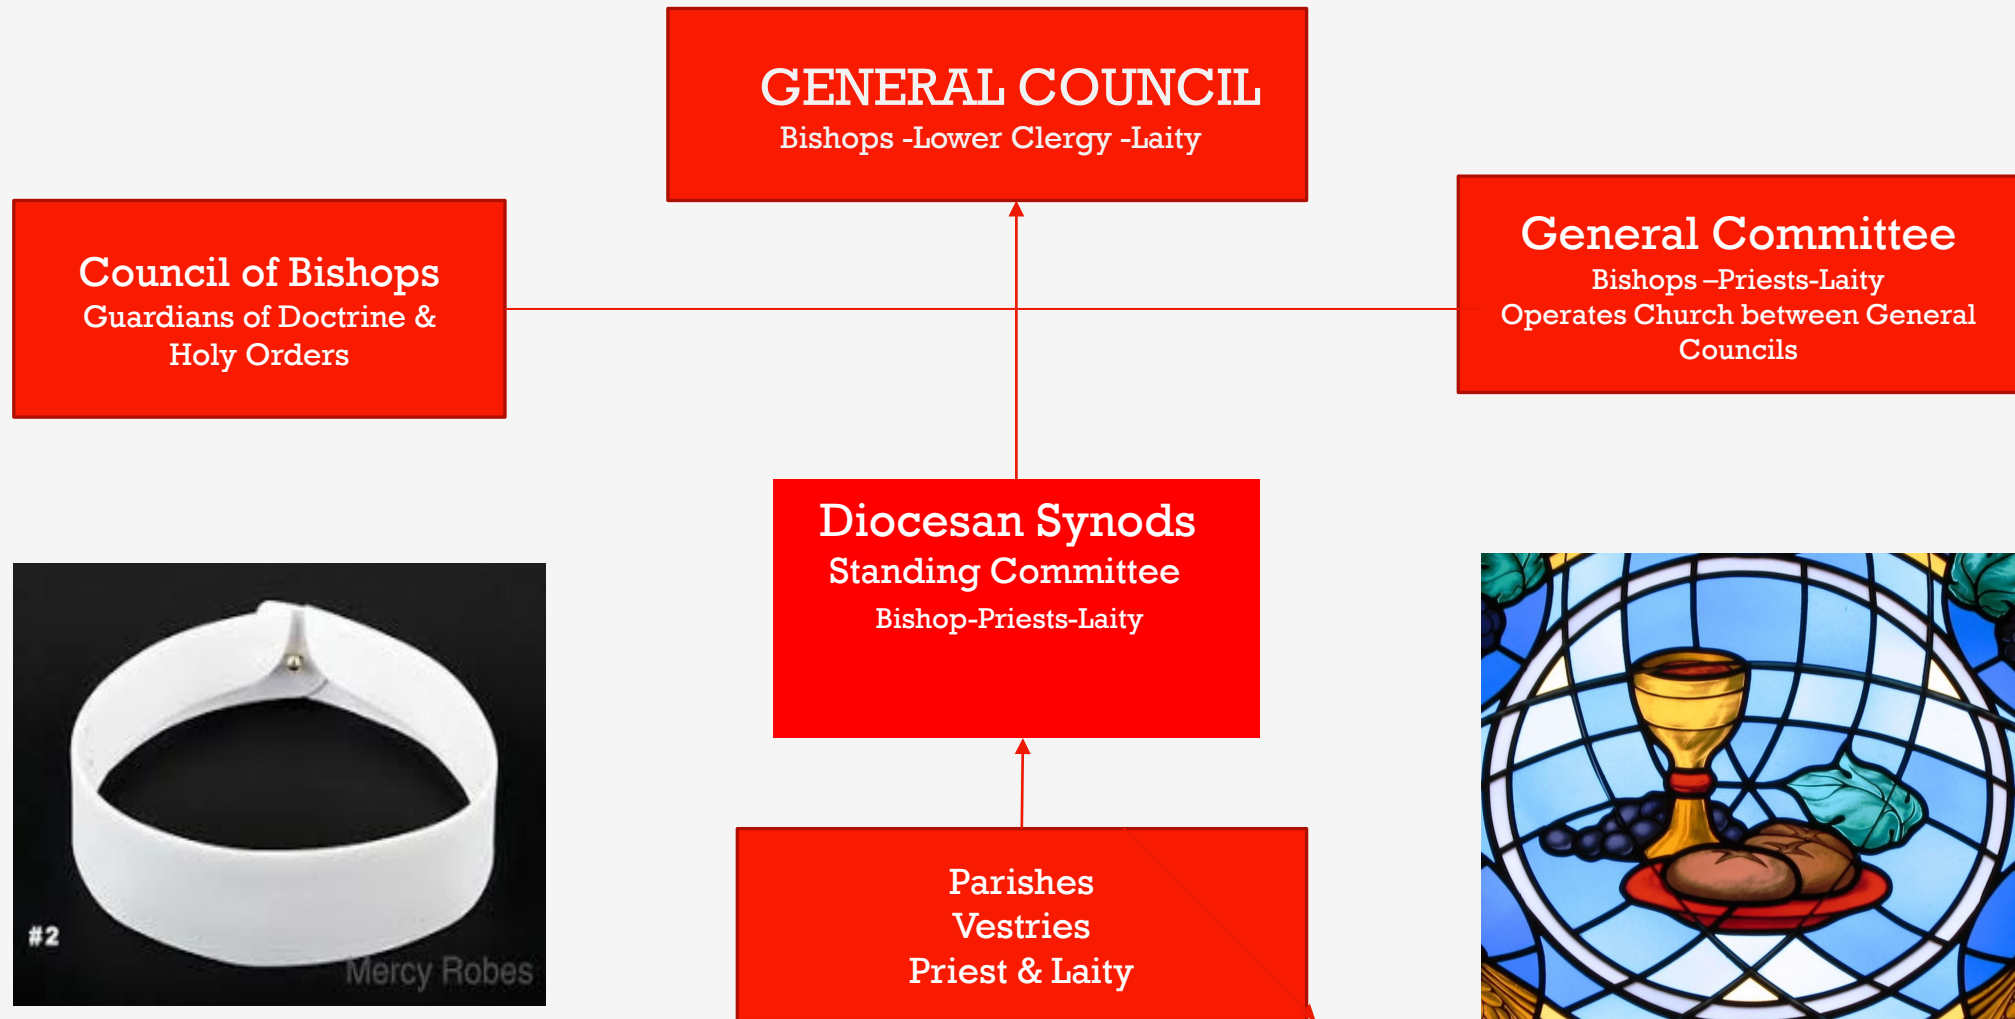 GENERAL COUNCIL
Bishops -Lower Clergy -Laity
Council of Bishops
Guardians of Doctrine &
Holy Orders
General Committee
Bishops –Priests-Laity
Operates Church between General
Councils
Diocesan Synods
Standing Committee
Bishop-Priests-Laity
Parishes
Vestries
Priest & Laity
#2
Mercy Robes